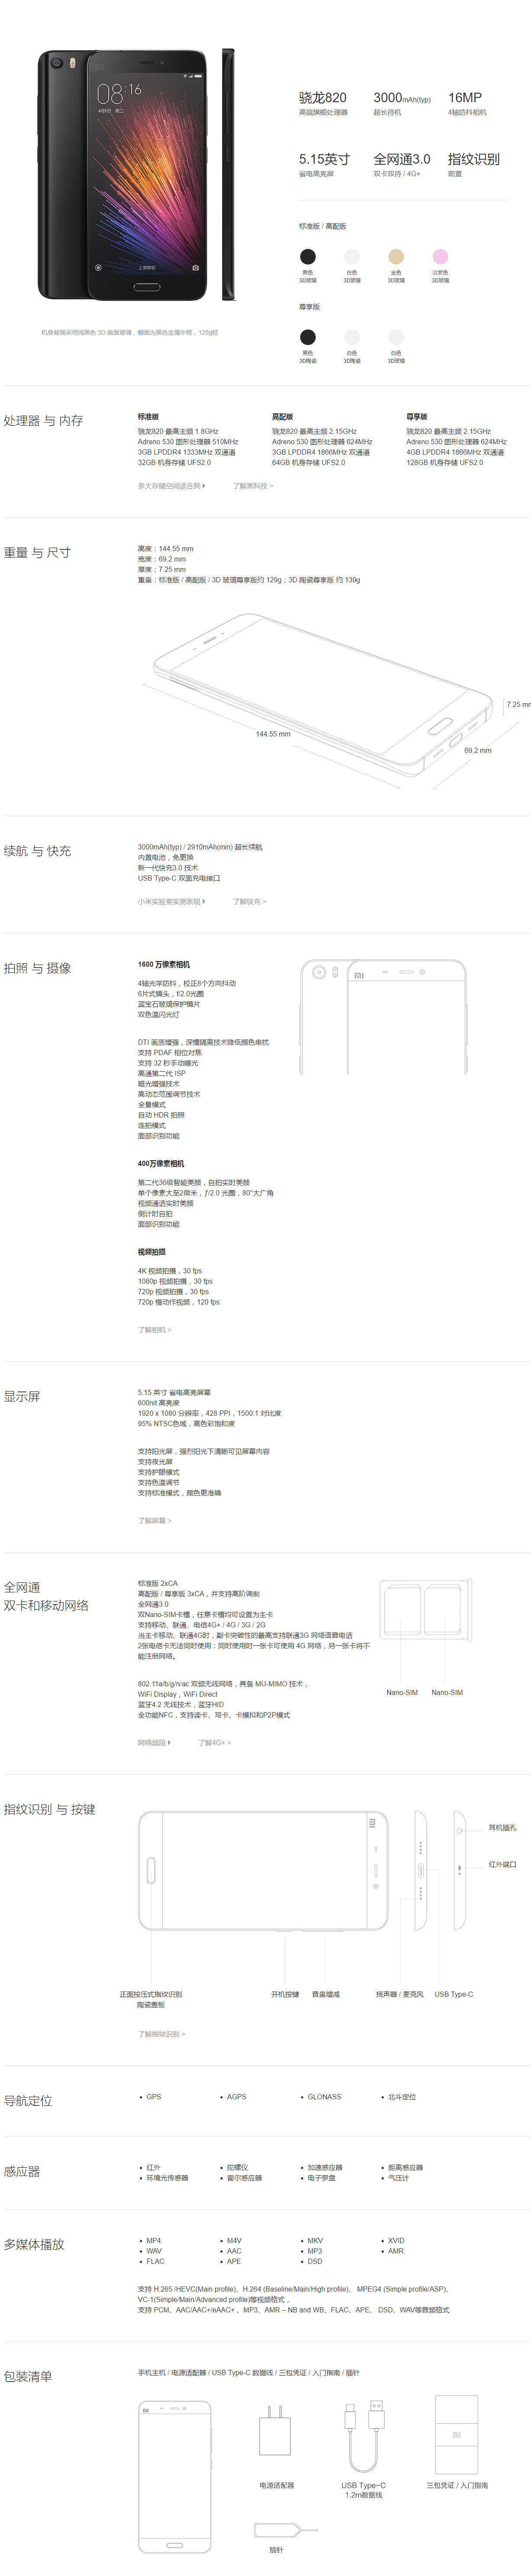 08:16
骁龙820
高端旗舰处理器
3000mAh(typ)
超长待机
16MP
4轴防抖相机
5.15英寸
省电高亮屏
全网通3.0
双卡双待 / 4G+
指纹识别
前置
标准版 / 高配版
黑色
3D玻璃
白色
3D玻璃
金色
3D玻璃
淡紫色
3D玻璃
尊享版
黑色
3D陶瓷
白色
3D陶瓷
白色
3D玻璃
机身背面采用纯黑色 3D 曲面玻璃，侧面为黑色金属中框，129g轻
处理器 与 内存
标准版
骁龙820 最高主频 1.8GHz
Adreno 530 图形处理器 510MHz
3GB LPDDR4 1333MHz 双通道
32GB 机身存储 UFS2.0
高配版
骁龙820 最高主频 2.15GHz
Adreno 530 图形处理器 624MHz
3GB LPDDR4 1866MHz 双通道
64GB 机身存储 UFS2.0
尊享版
骁龙820 最高主频 2.15GHz
Adreno 530 图形处理器 624MHz
4GB LPDDR4 1866MHz 双通道
128GB 机身存储 UFS2.0
多大存储空间适合我
了解黑科技 >
重量 与 尺寸
高度：144.55 mm
宽度：69.2 mm
厚度：7.25 mm
重量：标准版 / 高配版 / 3D 玻璃尊享版约 129g；3D 陶瓷尊享版 约 139g
7.25 mm
144.55 mm
69.2 mm
续航 与 快充
3000mAh(typ) / 2910mAh(min) 超长续航
内置电池，免更换
新一代快充3.0 技术
USB Type-C 双面充电接口
小米实验室实测表现
了解快充 >
拍照 与 摄像
1600 万像素相机
4轴光学防抖，校正8个方向抖动
6片式镜头，f/2.0光圈
蓝宝石玻璃保护镜片
双色温闪光灯
DTI 画质增强，深槽隔离技术降低颜色串扰
支持 PDAF 相位对焦
支持 32 秒手动曝光
高通第二代 ISP
暗光增强技术
高动态范围调节技术
全景模式
自动 HDR 拍照
连拍模式
面部识别功能
400万像素相机
第二代36级智能美颜，自拍实时美颜
单个像素大至2微米，ƒ/2.0 光圈，80°大广角
视频通话实时美颜
倒计时自拍
面部识别功能
视频拍摄
4K 视频拍摄，30 fps
1080p 视频拍摄，30 fps
720p 视频拍摄，30 fps
720p 慢动作视频，120 fps
了解相机 >
显示屏
5.15 英寸 省电高亮屏幕
600nit 高亮度
1920 x 1080 分辨率，428 PPI，1500:1 对比度
95% NTSC色域，高色彩饱和度
支持阳光屏，强烈阳光下清晰可见屏幕内容
支持夜光屏
支持护眼模式
支持色温调节
支持标准模式，颜色更准确
了解屏幕 >
全网通
双卡和移动网络
标准版 2xCA
高配版 / 尊享版 3xCA，并支持高阶调制
全网通3.0:
双Nano-SIM卡槽，任意卡槽均可设置为主卡
支持移动、联通、电信4G+ / 4G / 3G / 2G
当主卡移动、联通4G时，副卡突破性的最高支持联通3G 网络语音电话
2张电信卡无法同时使用：同时使用时一张卡可使用 4G 网络，另一张卡将不
能注册网络。
802.11a/b/g/n/ac 双频无线网络，具备 MU-MIMO 技术，
WiFi Display，WiFi Direct
蓝牙4.2 无线技术，蓝牙HID
全功能NFC，支持读卡、写卡、卡模拟和P2P模式
网络频段
了解4G+ >
Nano-SIM
Nano-SIM
指纹识别 与 按键
耳机插孔
红外端口
正面按压式指纹识别
陶瓷盖板
开机按键
音量增减
扬声器 / 麦克风
USB Type-C
了解指纹识别 >
导航定位
GPS
AGPS
GLONASS
北斗定位
感应器
红外
陀螺仪
加速感应器
距离感应器
环境光传感器
霍尔感应器
电子罗盘
气压计
多媒体播放
MP4
M4V
MKV
XVID
WAV
AAC
MP3
AMR
FLAC
APE
DSD
支持 H.265 /HEVC(Main profile)、H.264 (Baseline/Main/High profile)、 MPEG4 (Simple profile/ASP)、
VC-1(Simple/Main/Advanced profile)等视频格式，
支持 PCM、AAC/AAC+/eAAC+ 、MP3、AMR – NB and WB、FLAC、APE、 DSD、WAV等音频格式
包装清单
手机主机 / 电源适配器 / USB Type-C 数据线 / 三包凭证 / 入门指南 / 插针
电源适配器
USB Type-C
1.2m数据线
三包凭证 / 入门指南
插针